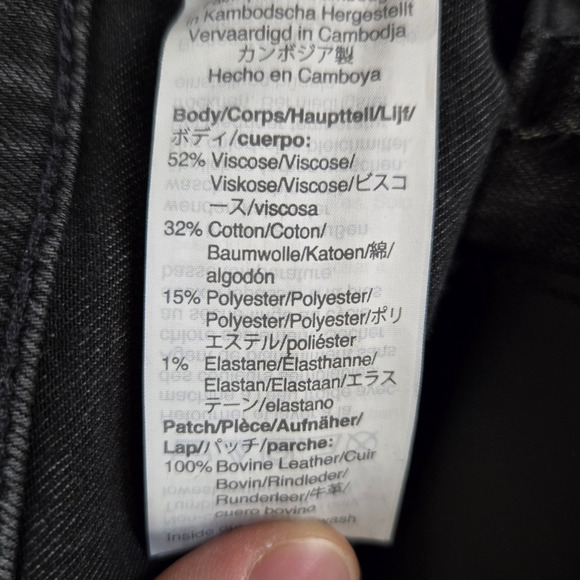 in Kambodscha Hergestellt
Vervaardigd in Cambodja
カンボジア製
Hecho en Camboya
Body/Corps/Hauptteil/Lijf/
ボディ/cuerpo:
52% Viscose/Viscose/
Viskose/Viscose/ビスコ
ース/viscosa
32% Cotton/Coton/
Baumwolle/Katoen/綿/
algodón
15% Polyester/Polyester/
Polyester/Polyester/ポリ
エステル/poliéster
1% Elastane/Élasthanne/
Elastan/Elastaan/エラス
テーン/elastano
Patch/Pièce/Aufnäher/
Lap/パッチ/parche:
100% Bovine Leather/Cuir
Bovin/Rindleder/
Runderleer/牛革/
cuero bovino